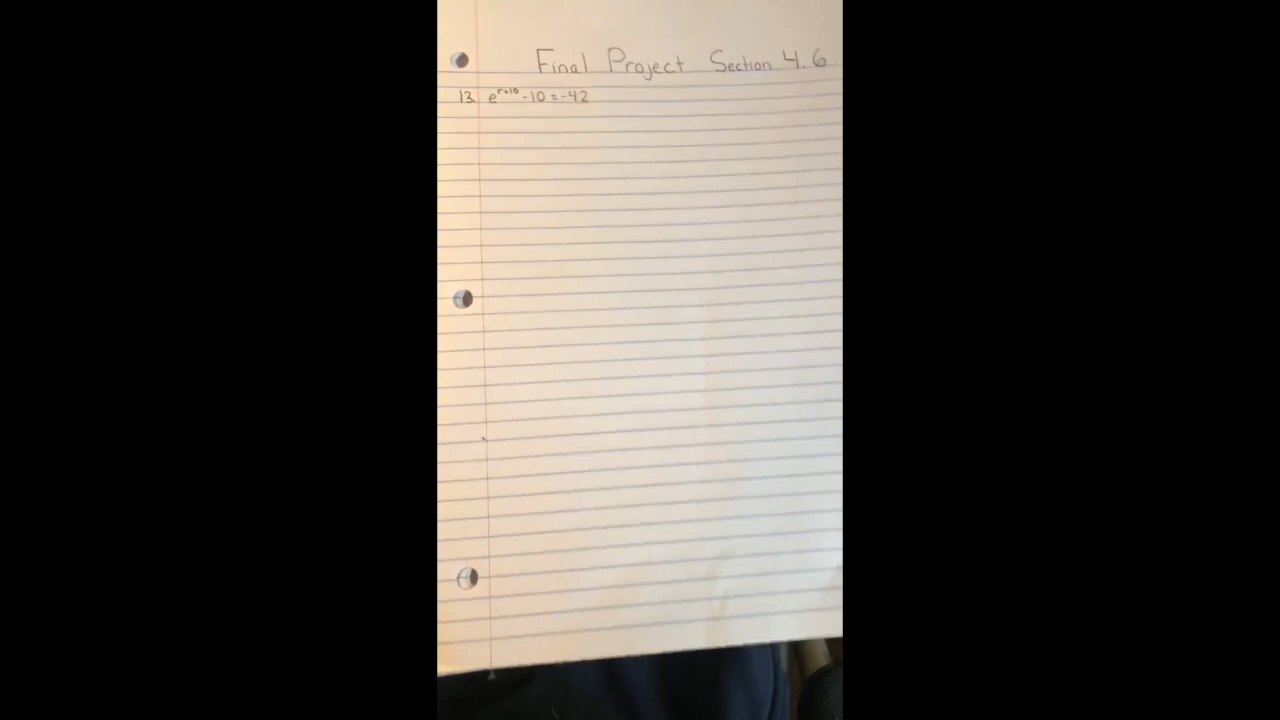 Final Project Section 4.6
13. e^r+10 - 10 = -42